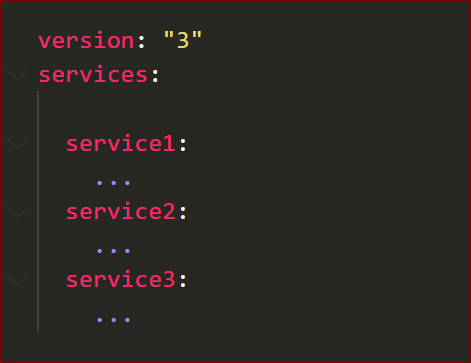 version: "3"
services:
service1:
...
service2:
...
service3:
...